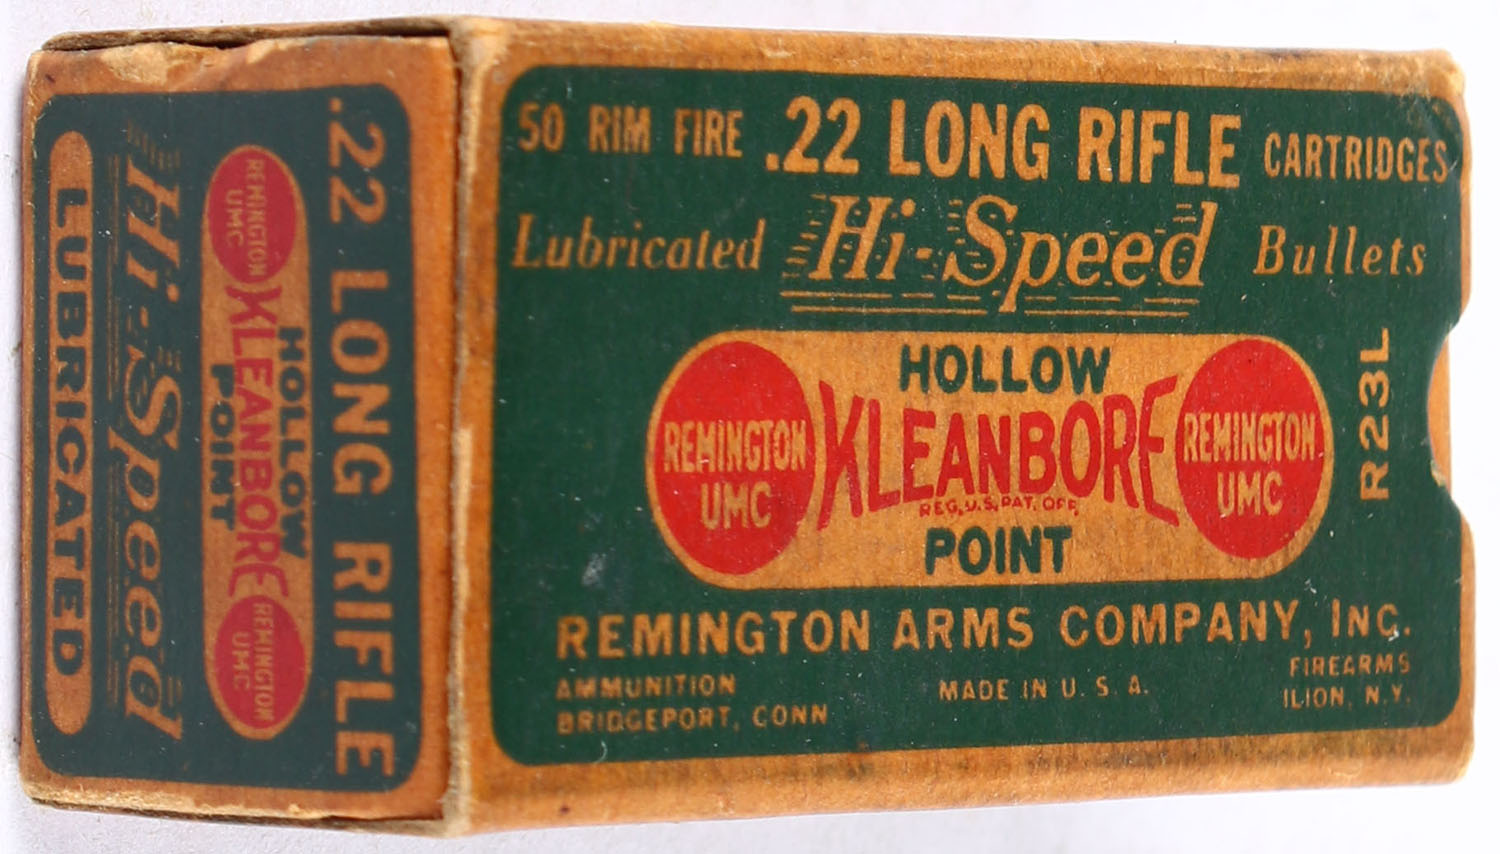 50 RIM FIRE .22 LONG RIFLE CARTRIDGES
Lubricated Hi-Speed Bullets
HOLLOW
REMINGTON UMC KLEANBORE REMINGTON UMC
REG. U.S. PAT. OFF.
POINT
R23L
REMINGTON ARMS COMPANY, INC.
AMMUNITION
BRIDGEPORT, CONN
MADE IN U. S. A.
FIREARMS
ILION, N.Y.
.22 LONG RIFLE
HOLLOW
REMINGTON UMC KLEANBORE REMINGTON UMC
POINT
Hi-Speed
LUBRICATED